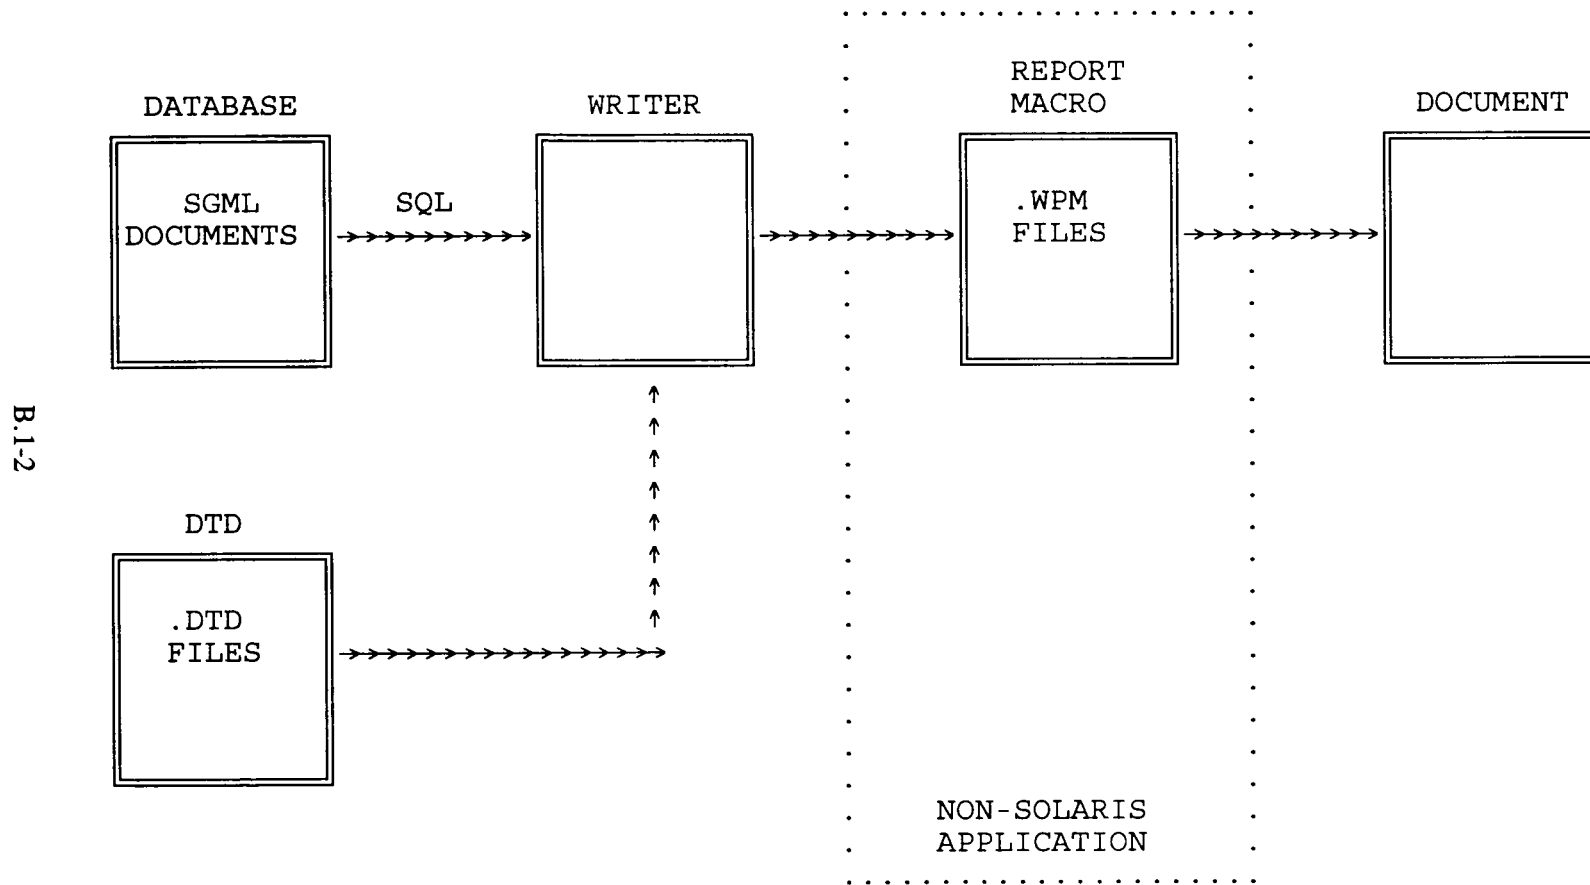 REPORT
MACRO
DATABASE
WRITER
DOCUMENT
SGML
DOCUMENTS
SQL
.WPM
FILES
B.1-2
DTD
.DTD
FILES
NON-SOLARIS
APPLICATION